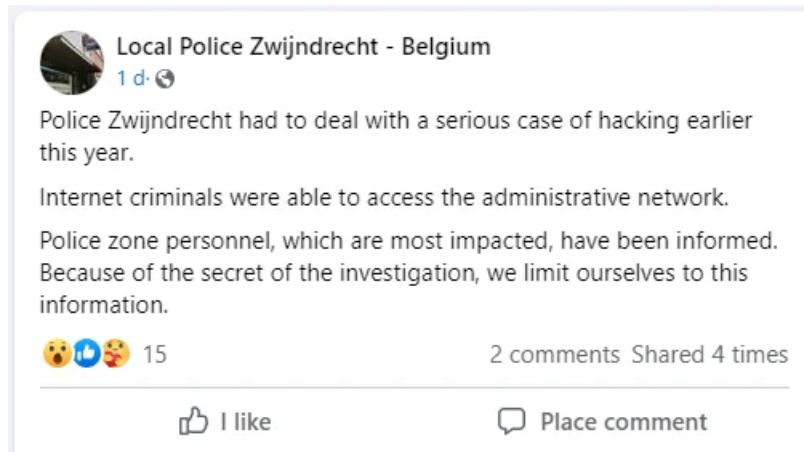 Local Police Zwijndrecht - Belgium
1 d·
Police Zwijndrecht had to deal with a serious case of hacking earlier
this year.
Internet criminals were able to access the administrative network.
Police zone personnel, which are most impacted, have been informed.
Because of the secret of the investigation, we limit ourselves to this
information.
15
2 comments Shared 4 times
I like
Place comment